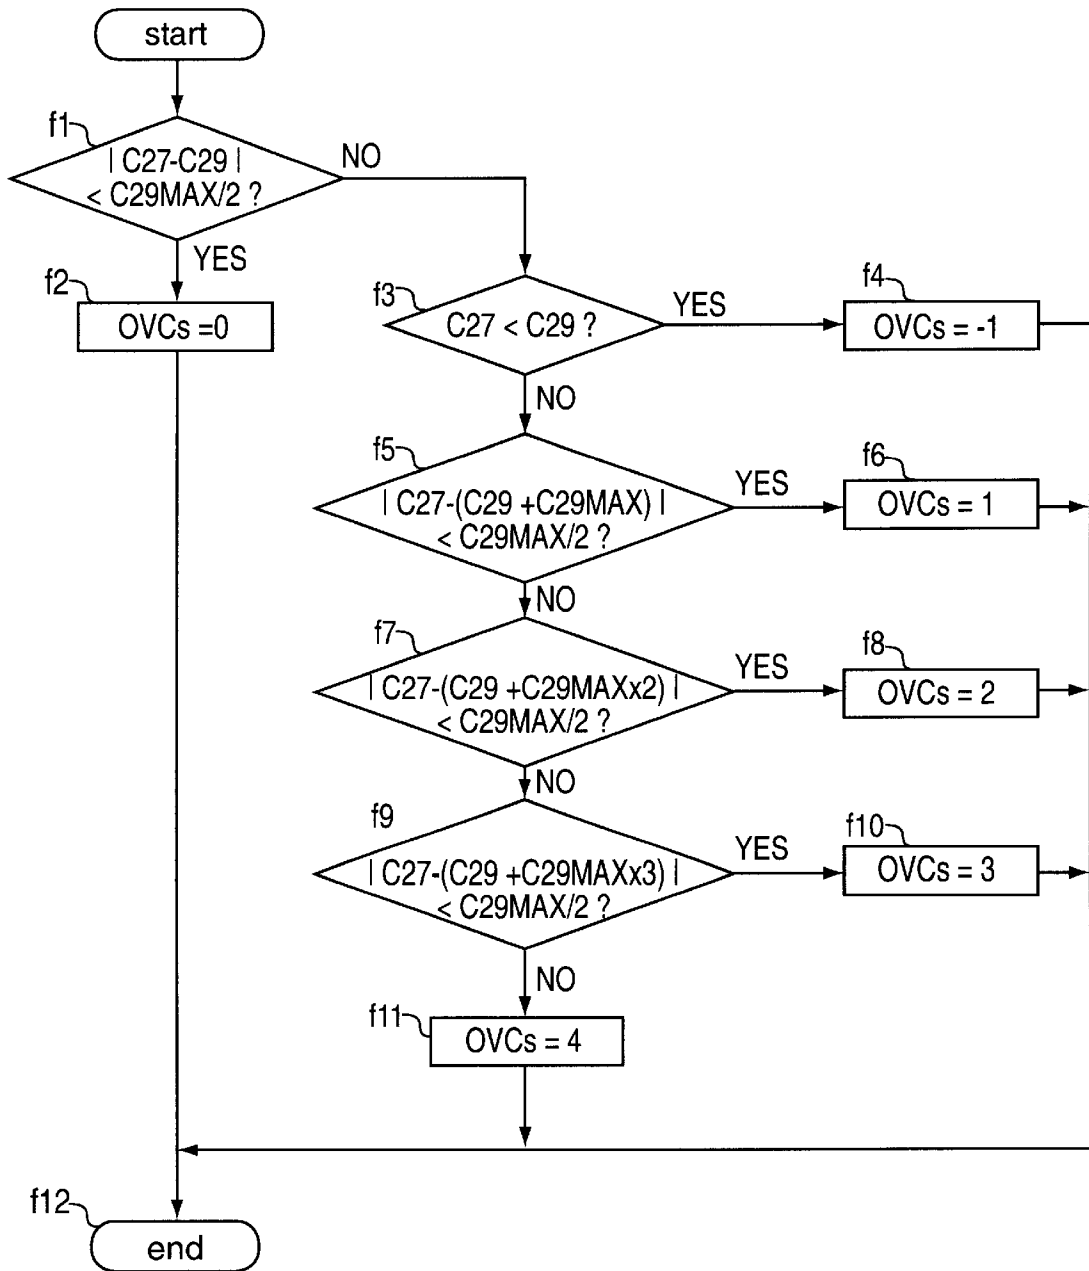 start
f1
| C27-C29 |
< C29MAX/2 ?
NO
YES
f2
OVCs =0
f3
C27 < C29 ?
YES
f4
OVCs = -1
NO
f5
| C27-(C29 +C29MAX) |
< C29MAX/2 ?
YES
f6
OVCs = 1
NO
f7
| C27-(C29 +C29MAXx2) |
< C29MAX/2 ?
YES
f8
OVCs = 2
NO
f9
| C27-(C29 +C29MAXx3) |
< C29MAX/2 ?
YES
f10
OVCs = 3
NO
f11
OVCs = 4
f12
end